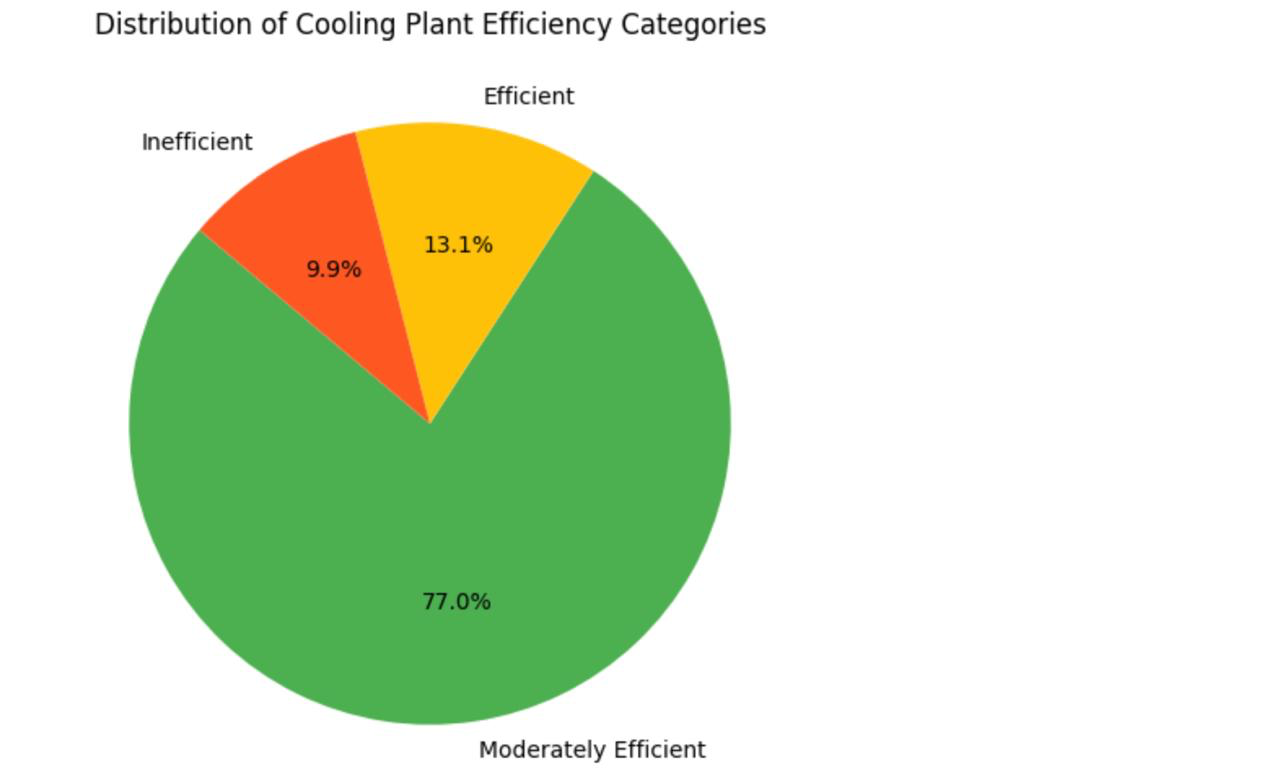 Distribution of Cooling Plant Efficiency Categories
Efficient
Inefficient
13.1%
9.9%
77.0%
Moderately Efficient